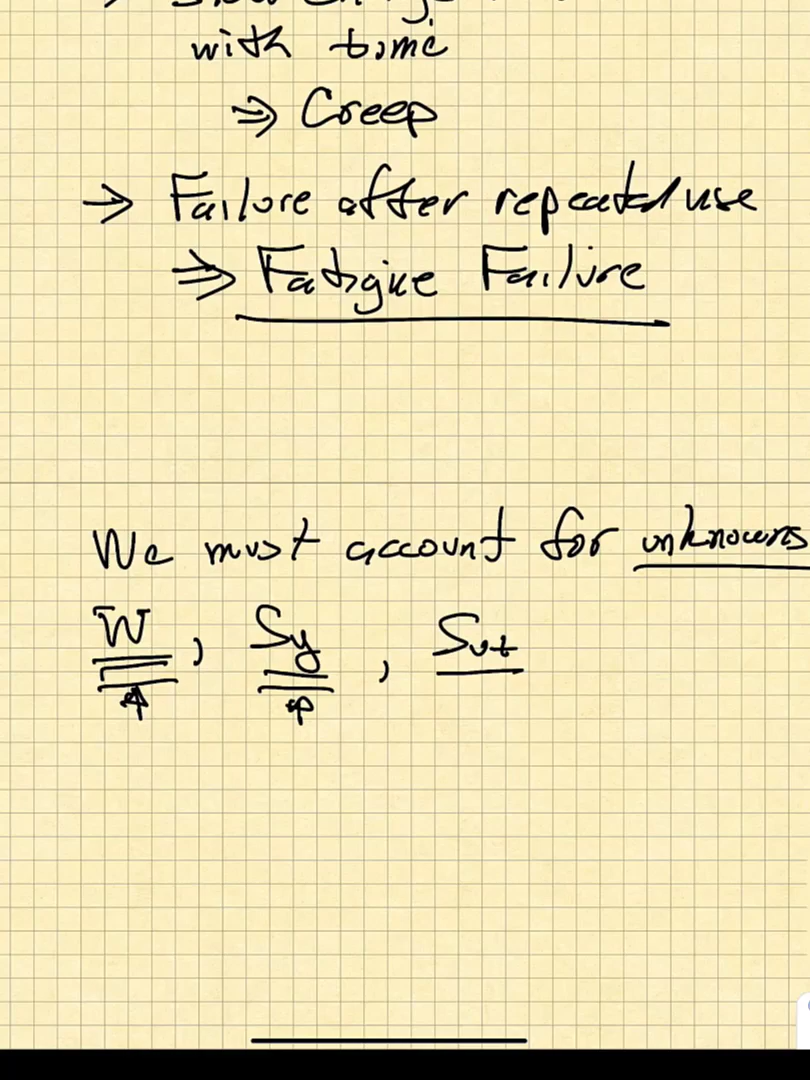 with time
⇒ Creep
→ Failure after repeated use
⇒ Fatigue Failure
We must account for unknowns
W, Sy, Sut